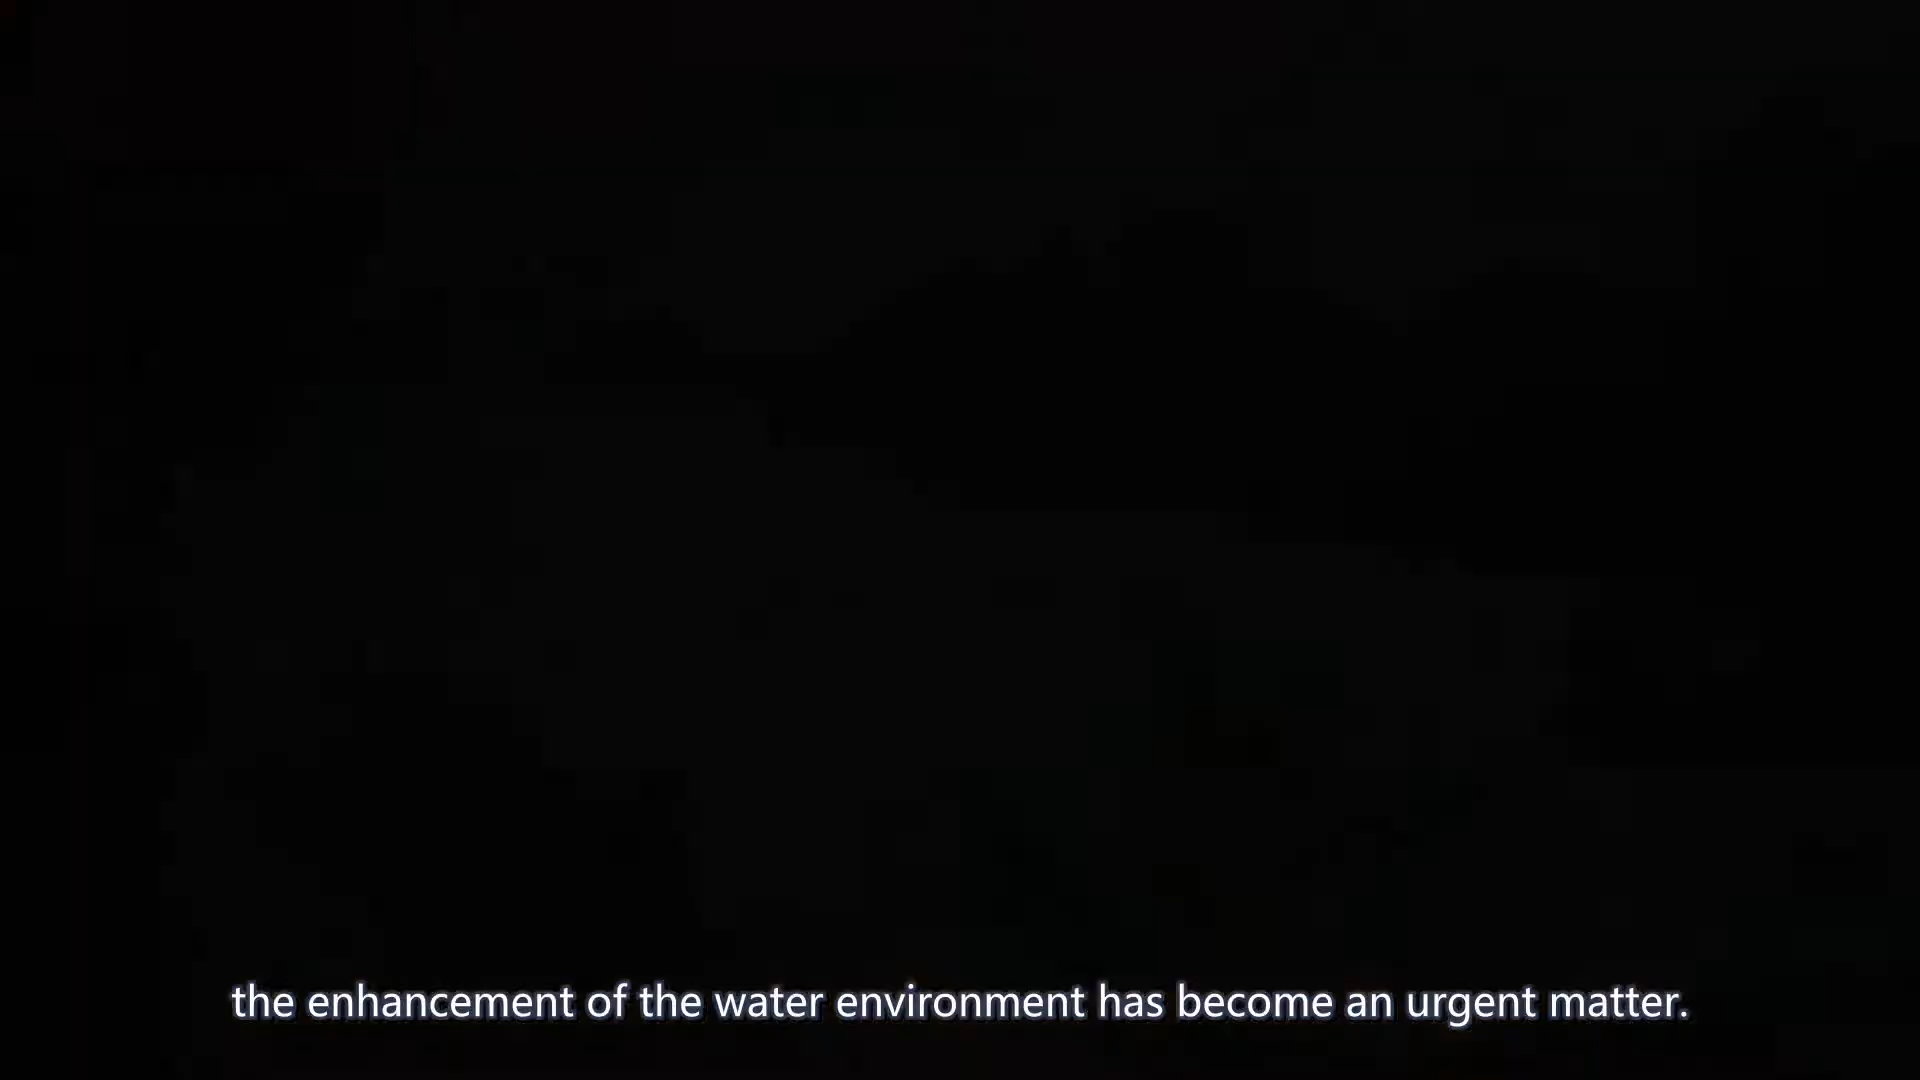 the enhancement of the water environment has become an urgent matter.